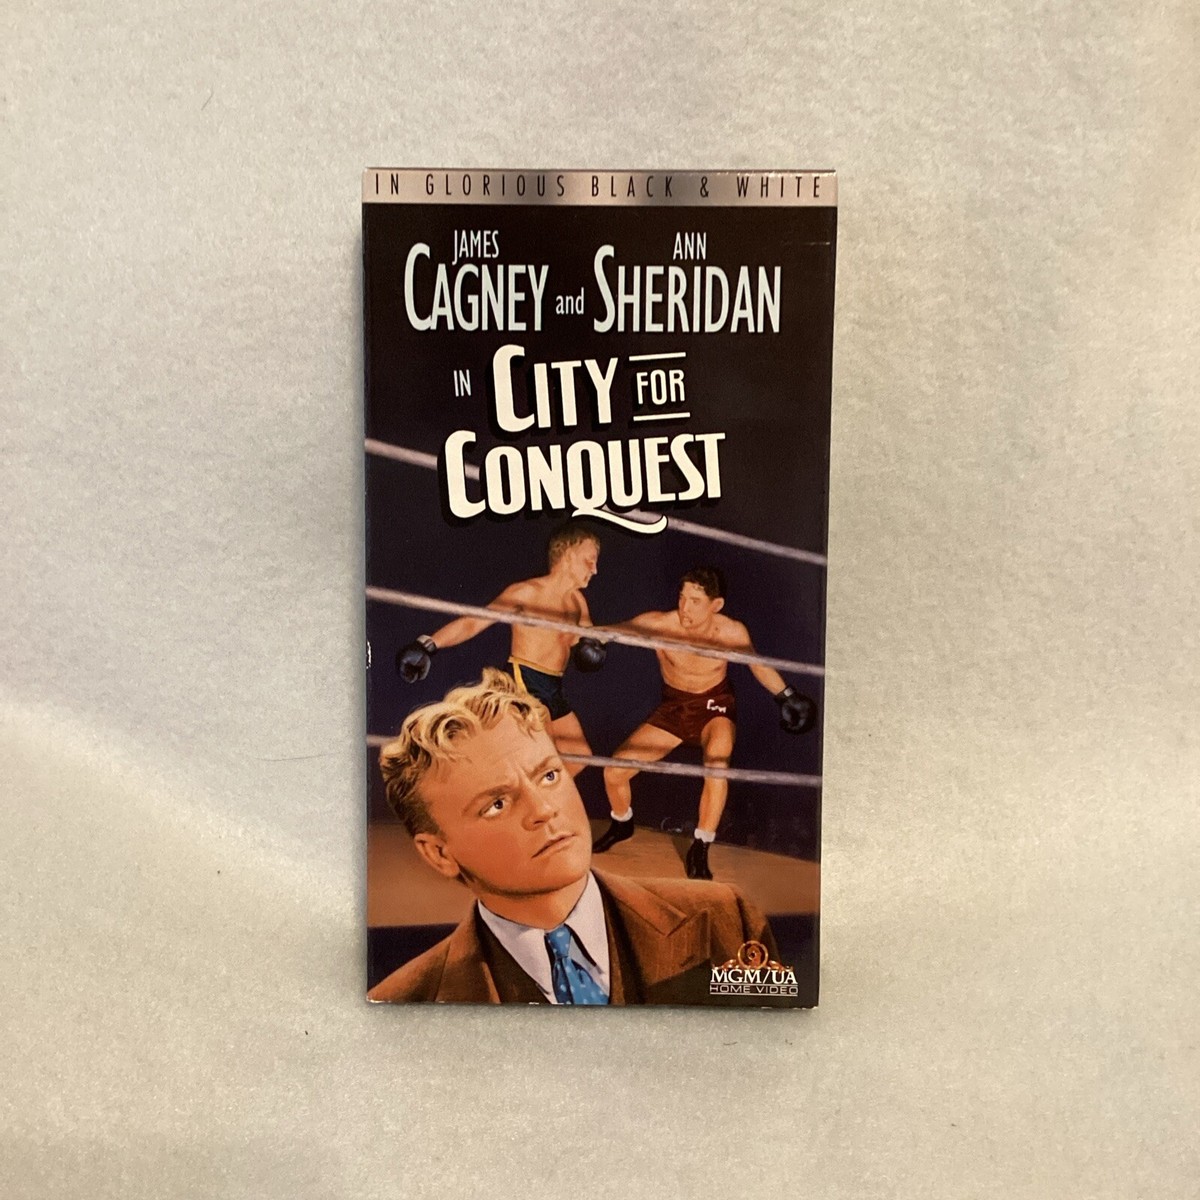 IN GLORIOUS BLACK & WHITE
JAMES ANN
CAGNEY and SHERIDAN
IN CITY FOR
CONQUEST
MGM/UA
HOME VIDEO